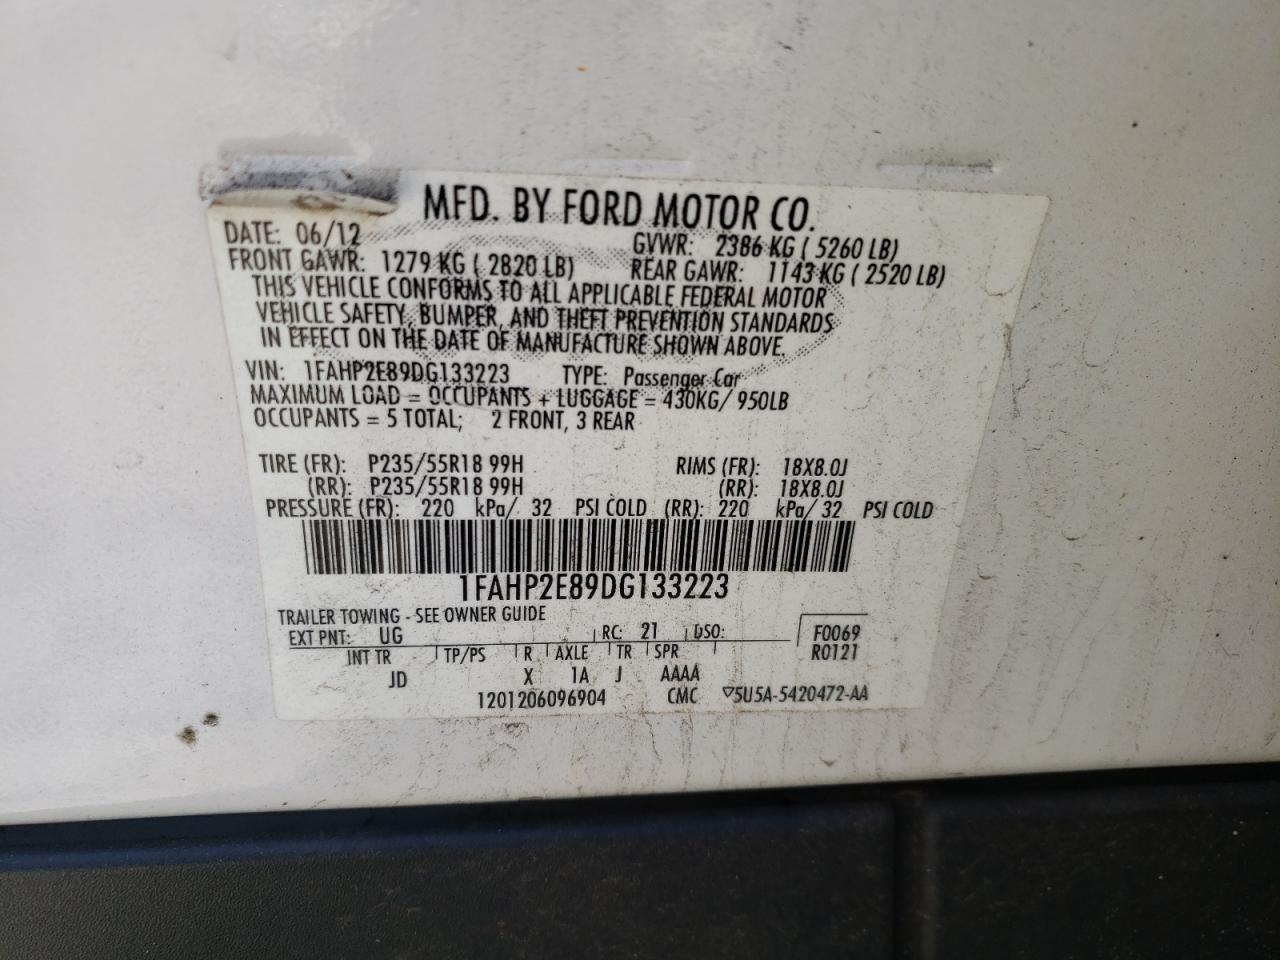 MFD. BY FORD MOTOR CO.
DATE: 06/12 GVWR: 2386 KG ( 5260 LB)
FRONT GAWR: 1279 KG ( 2820 LB) REAR GAWR: 1143 KG ( 2520 LB)
THIS VEHICLE CONFORMS TO ALL APPLICABLE FEDERAL MOTOR
VEHICLE SAFETY, BUMPER, AND THEFT PREVENTION STANDARDS
IN EFFECT ON THE DATE OF MANUFACTURE SHOWN ABOVE.
VIN: 1FAHP2E89DG133223 TYPE: Passenger Car
MAXIMUM LOAD = OCCUPANTS + LUGGAGE = 430KG/ 950LB
OCCUPANTS = 5 TOTAL; 2 FRONT, 3 REAR
TIRE (FR): P235/55R18 99H RIMS (FR): 18X8.0J
(RR): P235/55R18 99H (RR): 18X8.0J
PRESSURE (FR): 220 kPa/ 32 PSI COLD (RR): 220 kPa/ 32 PSI COLD
1FAHP2E89DG133223
TRAILER TOWING - SEE OWNER GUIDE
EXT PNT: UG RC: 21 DSO: F0069
INT TR TP/PS R AXLE TR SPR R0121
JD X 1A J AAAA
1201206096904 CMC ▽5U5A-5420472-AA